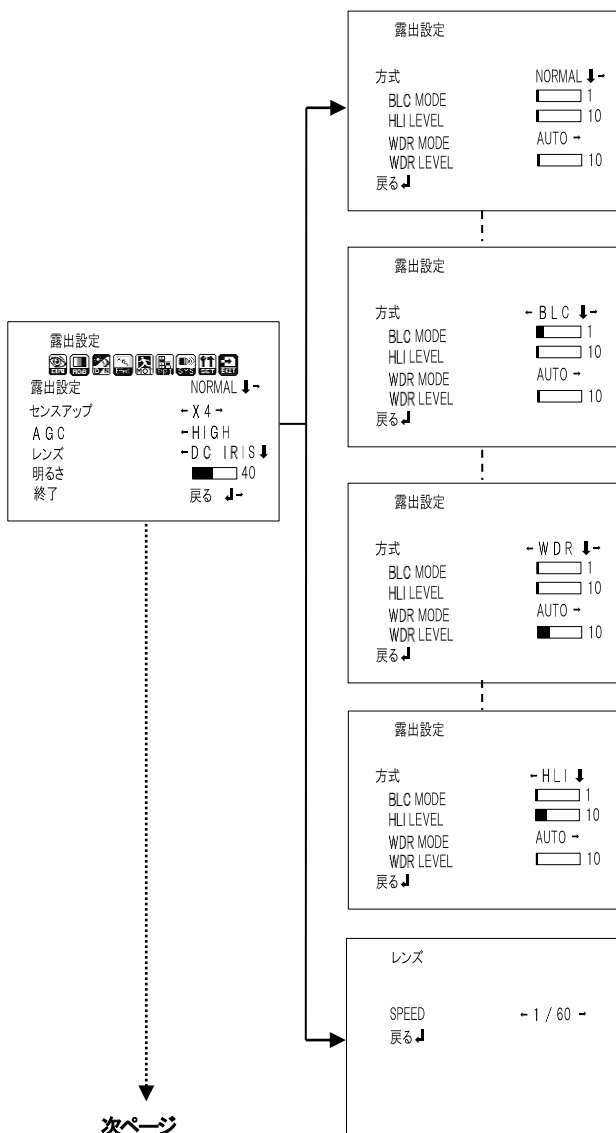 露出設定
露出設定 NORMAL ⬇→
センスアップ ←X4→
AGC ←HIGH
レンズ ←DC IRIS⬇
明るさ 40
終了 戻る ↲→
次ページ
露出設定
方式 NORMAL ⬇→
BLC MODE 1
HLI LEVEL 10
WDR MODE AUTO →
WDR LEVEL 10
戻る↲
露出設定
方式 ←BLC ⬇→
BLC MODE 1
HLI LEVEL 10
WDR MODE AUTO →
WDR LEVEL 10
戻る↲
露出設定
方式 ←WDR ⬇→
BLC MODE 1
HLI LEVEL 10
WDR MODE AUTO →
WDR LEVEL 10
戻る↲
露出設定
方式 ←HLI ⬇
BLC MODE 1
HLI LEVEL 10
WDR MODE AUTO →
WDR LEVEL 10
戻る↲
レンズ
SPEED ←1/60 →
戻る↲